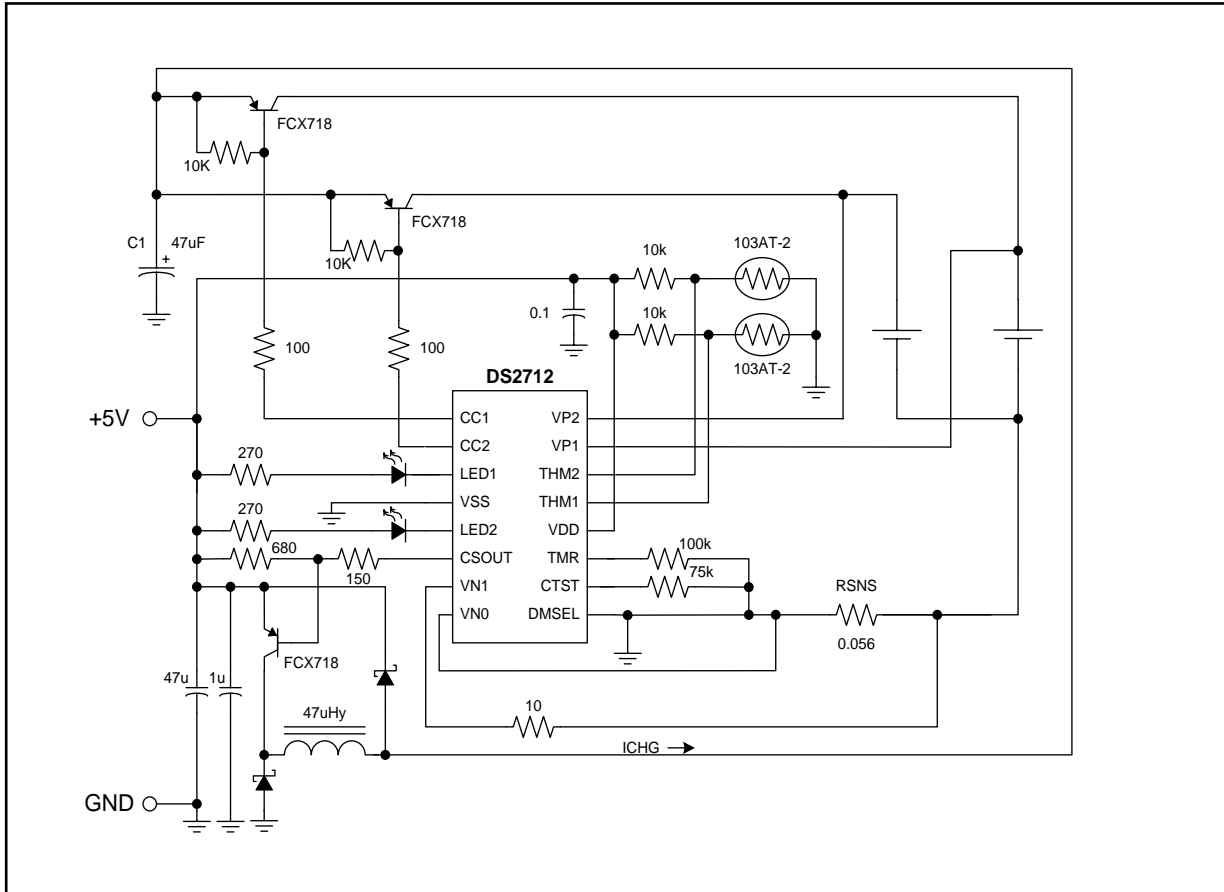 FCX718
10K
FCX718
C1 47uF
+
10K
10k
103AT-2
0.1
10k
100
100
103AT-2
DS2712
+5V
CC1
VP2
CC2
VP1
270
LED1
THM2
VSS
THM1
270
LED2
VDD
680
CSOUT
TMR
100k
150
CTST
75k
VN1
RSNS
VN0
DMSEL
0.056
FCX718
47u
1u
47uHy
10
ICHG
GND